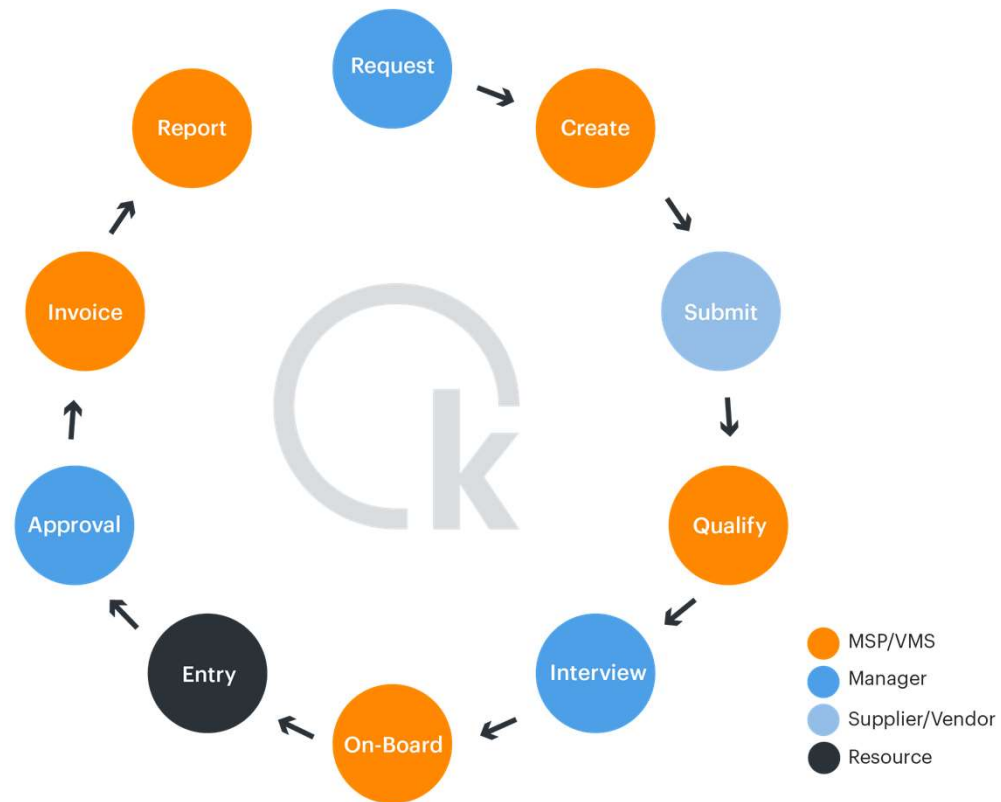 Request
Create
Submit
Qualify
Interview
On-Board
Entry
Approval
Invoice
Report
k
MSP/VMS
Manager
Supplier/Vendor
Resource